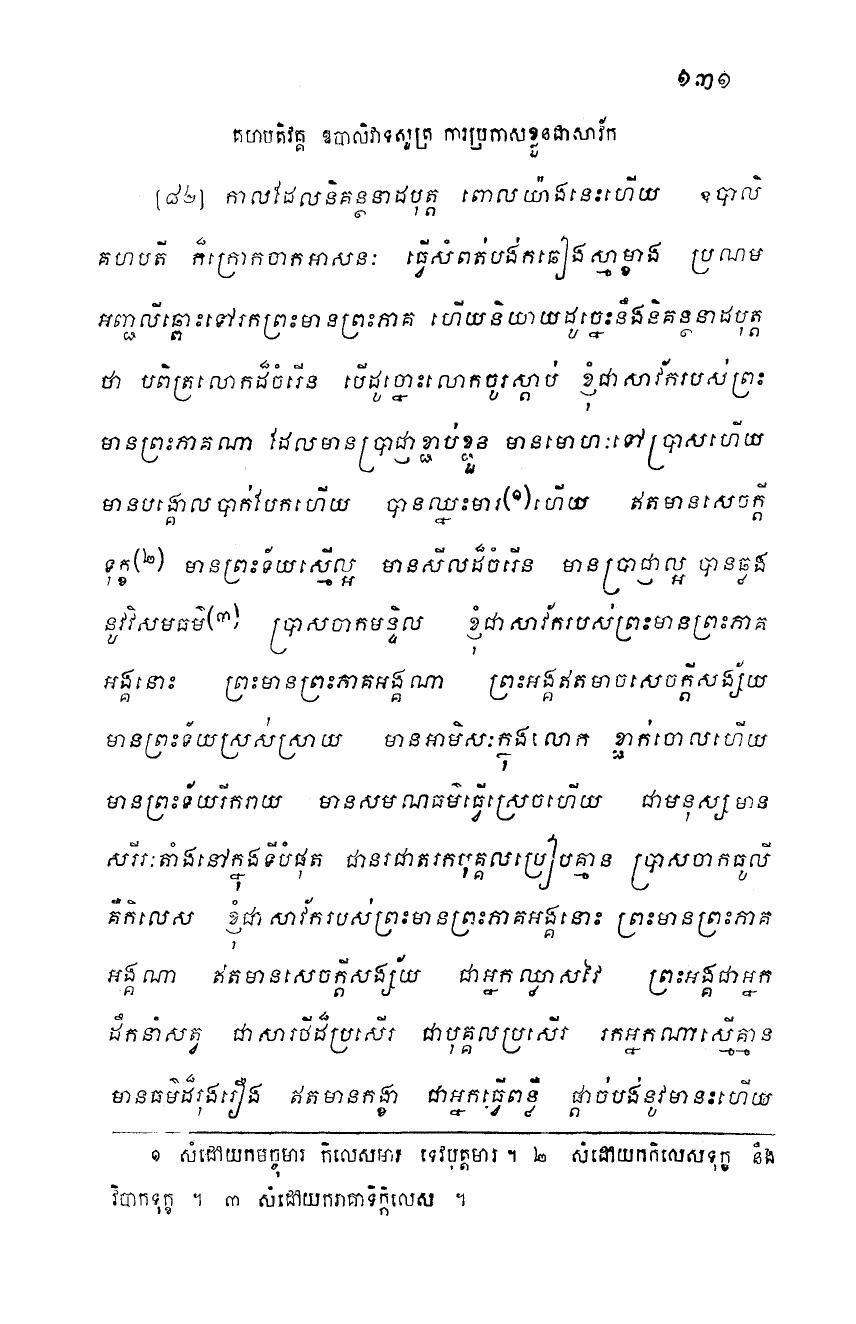 ១៣១
គហបតិវគ្គ ឧបាលិវាទសូត្រ ការប្រកាសខ្លួនជាសាវ័ក
[៨២] កាលដែលនិគន្ថនាដបុត្ត ពោលយ៉ាងនេះហើយ ឧបាលិ
គហបតី ក៏ក្រោកចាកអាសនៈ ធ្វើសំពត់បង់កឆៀងស្មាម្ខាង ប្រណម
អញ្ជលីឆ្ពោះទៅរកព្រះមានព្រះភាគ ហើយនិយាយដូច្នេះនឹងនិគន្ថនាដបុត្ត
ថា បពិត្រលោកដ៏ចំរើន បើដូច្នោះលោកចូរស្តាប់ ខ្ញុំជាសាវ័ករបស់ព្រះ
មានព្រះភាគណា ដែលមានប្រាជ្ញាខ្ជាប់ខ្ជួន មានមោហៈទៅប្រាសហើយ
មានបង្គោលបាក់បែកហើយ បានឈ្នះមារ(១)ហើយ ឥតមានសេចក្តី
ទុក្ខ(២) មានព្រះទ័យស្មើល្អ មានសីលដ៏ចំរើន មានប្រាជ្ញាល្អ បានឆ្លង
នូវវិសមធម៌(៣) ប្រាសចាកមន្ទិល ខ្ញុំជាសាវ័ករបស់ព្រះមានព្រះភាគ
អង្គនោះ ព្រះមានព្រះភាគអង្គណា ព្រះអង្គឥតមានសេចក្តីសង្ស័យ
មានព្រះទ័យស្រស់ស្រាយ មានអាមិសៈក្នុងលោក ខ្ជាក់ចោលហើយ
មានព្រះទ័យរីករាយ មានសមណធម៌ធ្វើស្រេចហើយ ជាមនុស្សមាន
សរីរៈតាំងនៅក្នុងទីបំផុត ជានរជាតរកបុគ្គលប្រៀបគ្មាន ប្រាសចាកធូលី
គឺកិលេស ខ្ញុំជាសាវ័ករបស់ព្រះមានព្រះភាគអង្គនោះ ព្រះមានព្រះភាគ
អង្គណា ឥតមានសេចក្តីសង្ស័យ ជាអ្នកឈ្លាសវៃ ព្រះអង្គជាអ្នក
ដឹកនាំសត្វ ជាសារថីដ៏ប្រសើរ ជាបុគ្គលប្រសើរ រកអ្នកណាស្មើគ្មាន
មានធម៌ដ៏រុងរឿង ឥតមានកង្ខា ជាអ្នកធ្វើពន្លឺ ផ្តាច់បង់នូវមានះហើយ
១ សំដៅយកមច្ចុមារ កិលេសមារ ទេវបុត្តមារ ។ ២ សំដៅយកកិលេសទុក្ខ និង
វិបាកទុក្ខ ។ ៣ សំដៅយករាគាទិក្កិលេស ។